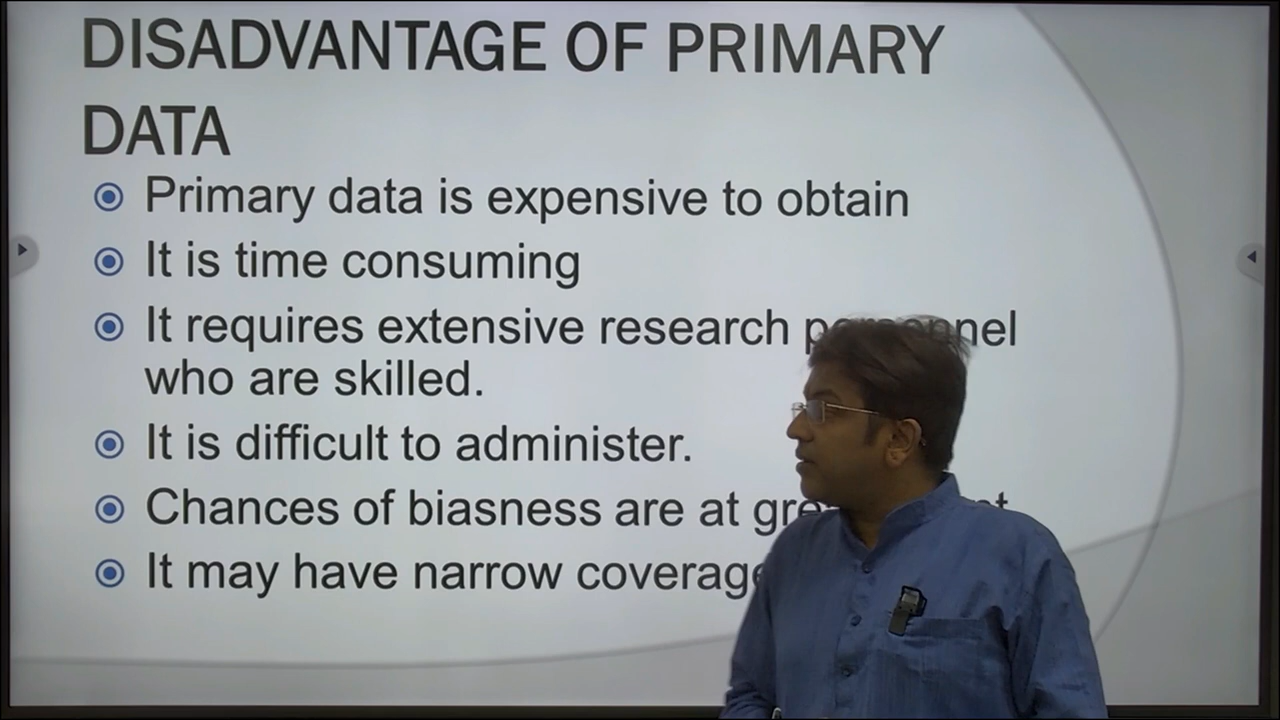 DISADVANTAGE OF PRIMARY
DATA
Primary data is expensive to obtain
It is time consuming
It requires extensive research personnel
who are skilled.
It is difficult to administer.
Chances of biasness are at
It may have narrow coverage